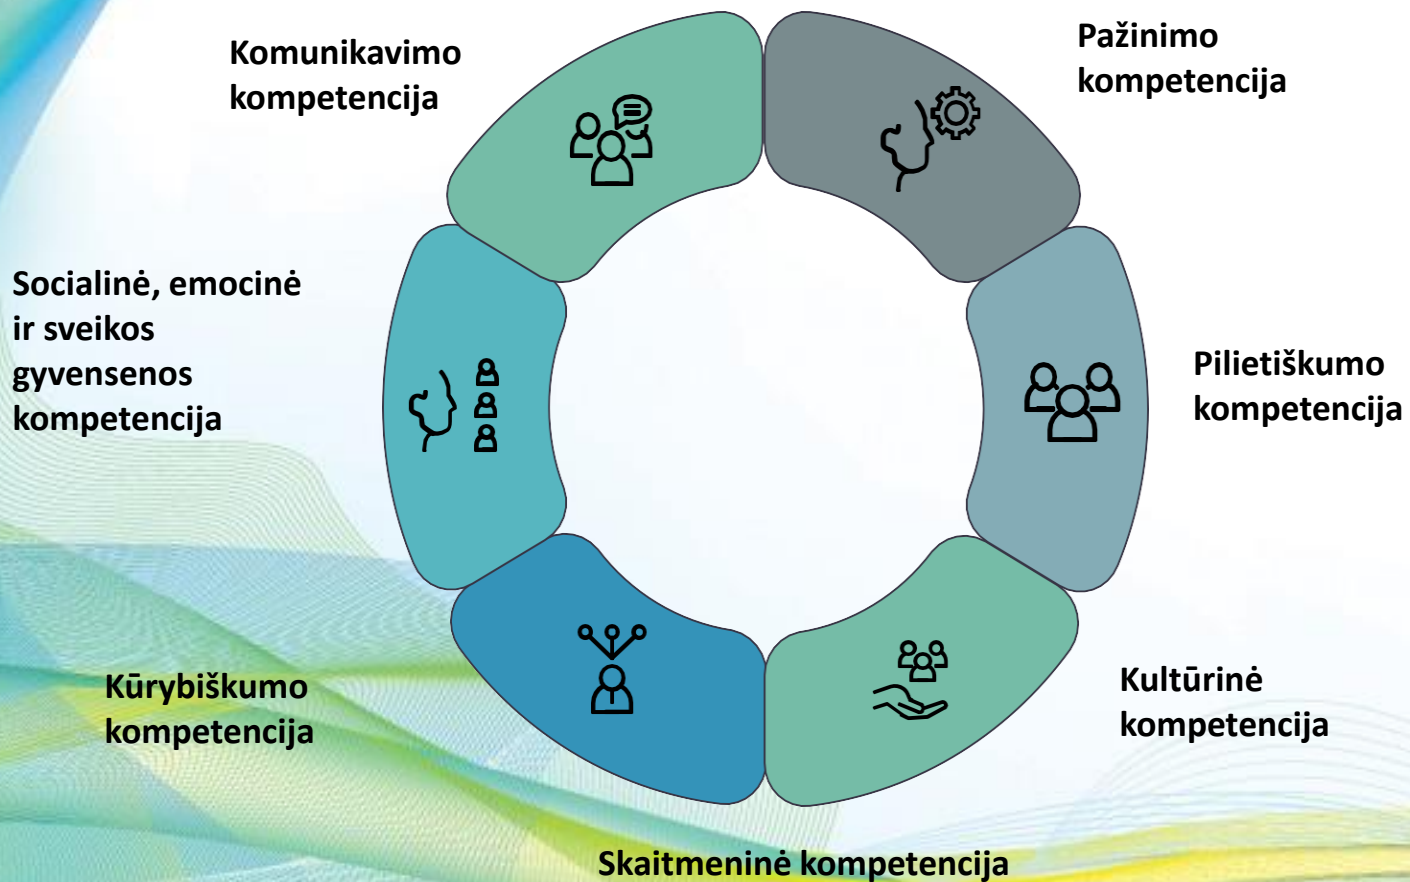 Komunikavimo
kompetencija
Pažinimo
kompetencija
Socialinė, emocinė
ir sveikos
gyvensenos
kompetencija
Pilietiškumo
kompetencija
Kūrybiškumo
kompetencija
Kultūrinė
kompetencija
Skaitmeninė kompetencija